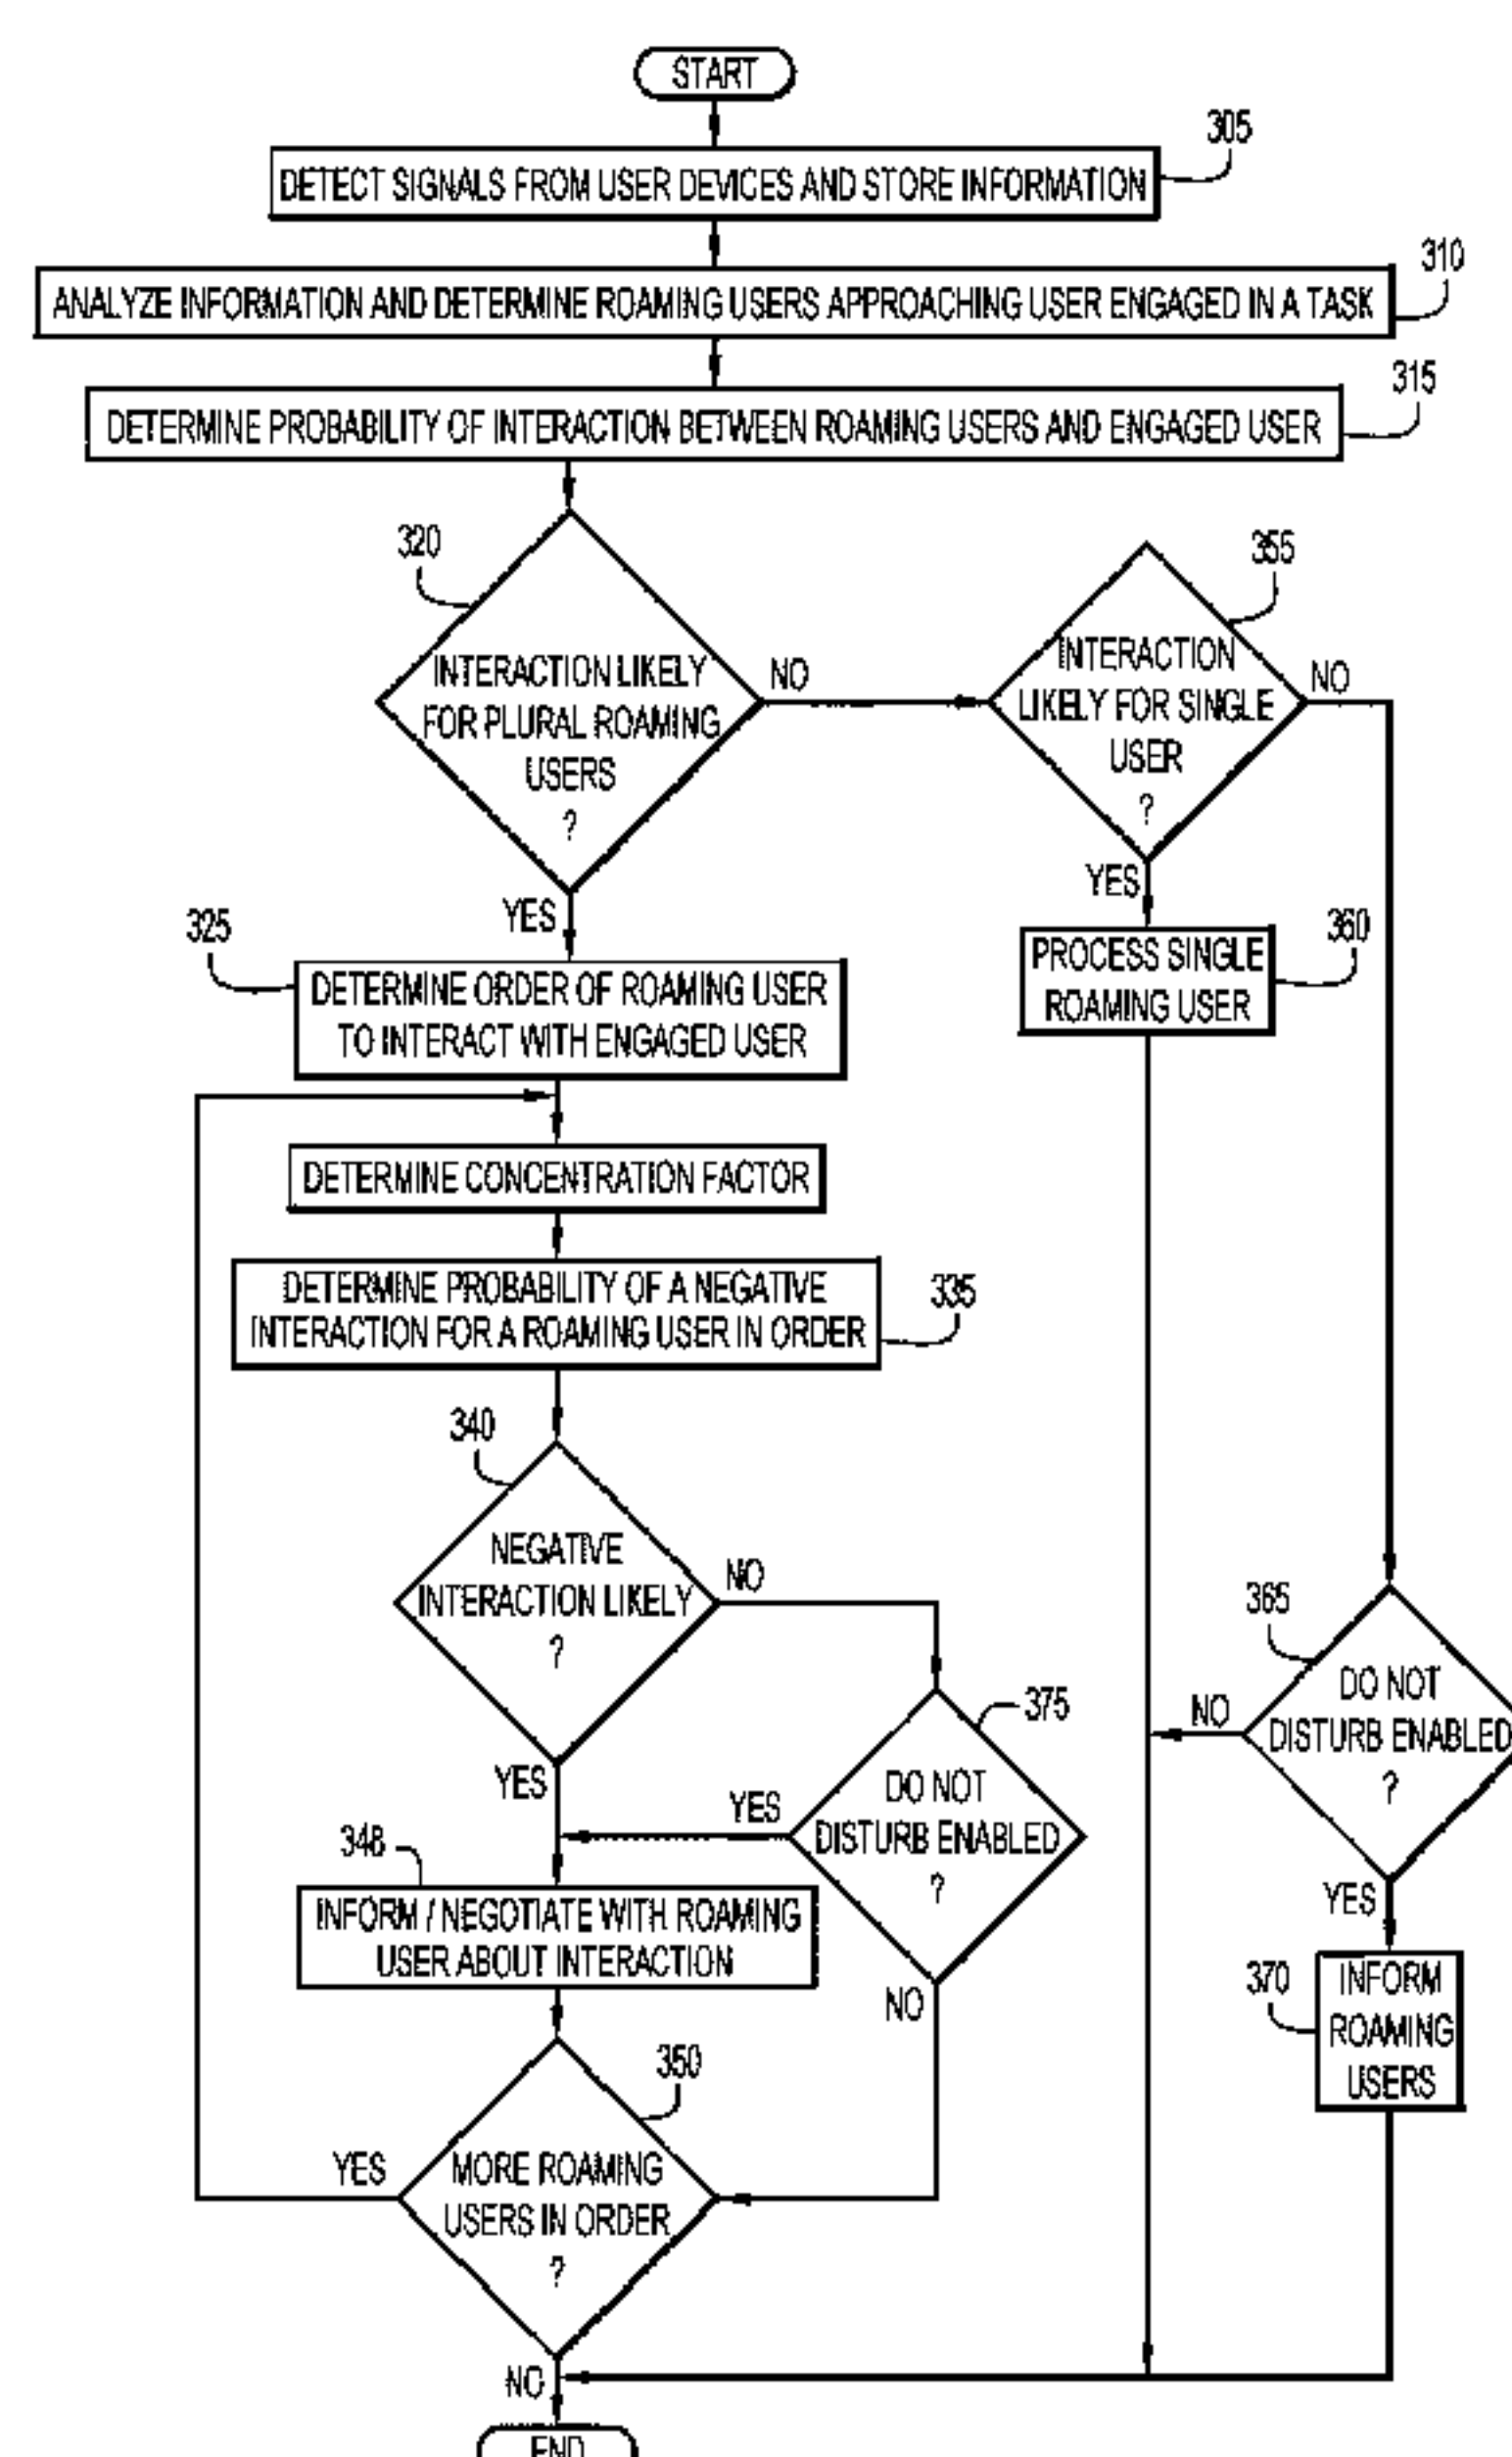 START
305
DETECT SIGNALS FROM USER DEVICES AND STORE INFORMATION
310
ANALYZE INFORMATION AND DETERMINE ROAMING USERS APPROACHING USER ENGAGED IN A TASK
315
DETERMINE PROBABILITY OF INTERACTION BETWEEN ROAMING USERS AND ENGAGED USER
320
INTERACTION LIKELY
FOR PLURAL ROAMING
USERS
?
NO
YES
355
INTERACTION
LIKELY FOR SINGLE
USER
?
NO
YES
325
DETERMINE ORDER OF ROAMING USER
TO INTERACT WITH ENGAGED USER
360
PROCESS SINGLE
ROAMING USER
DETERMINE CONCENTRATION FACTOR
DETERMINE PROBABILITY OF A NEGATIVE
INTERACTION FOR A ROAMING USER IN ORDER
335
340
NEGATIVE
INTERACTION LIKELY
?
NO
YES
375
DO NOT
DISTURB ENABLED
?
YES
NO
365
DO NOT
DISTURB ENABLED
?
NO
YES
348
INFORM / NEGOTIATE WITH ROAMING
USER ABOUT INTERACTION
370
INFORM
ROAMING
USERS
350
MORE ROAMING
USERS IN ORDER
?
YES
NO
END